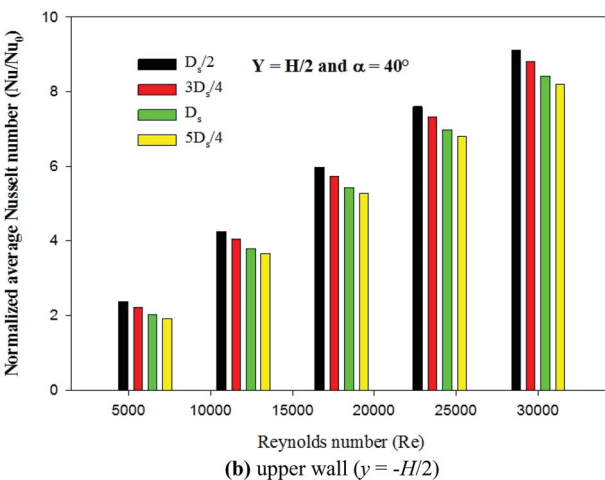 Normalized average Nusselt number (Nu/Nu₀)
10
8
6
4
2
0
Dₛ/2
3Dₛ/4
Dₛ
5Dₛ/4
Y = H/2 and α = 40°
5000 10000 15000 20000 25000 30000
Reynolds number (Re)
(b) upper wall (y = -H/2)